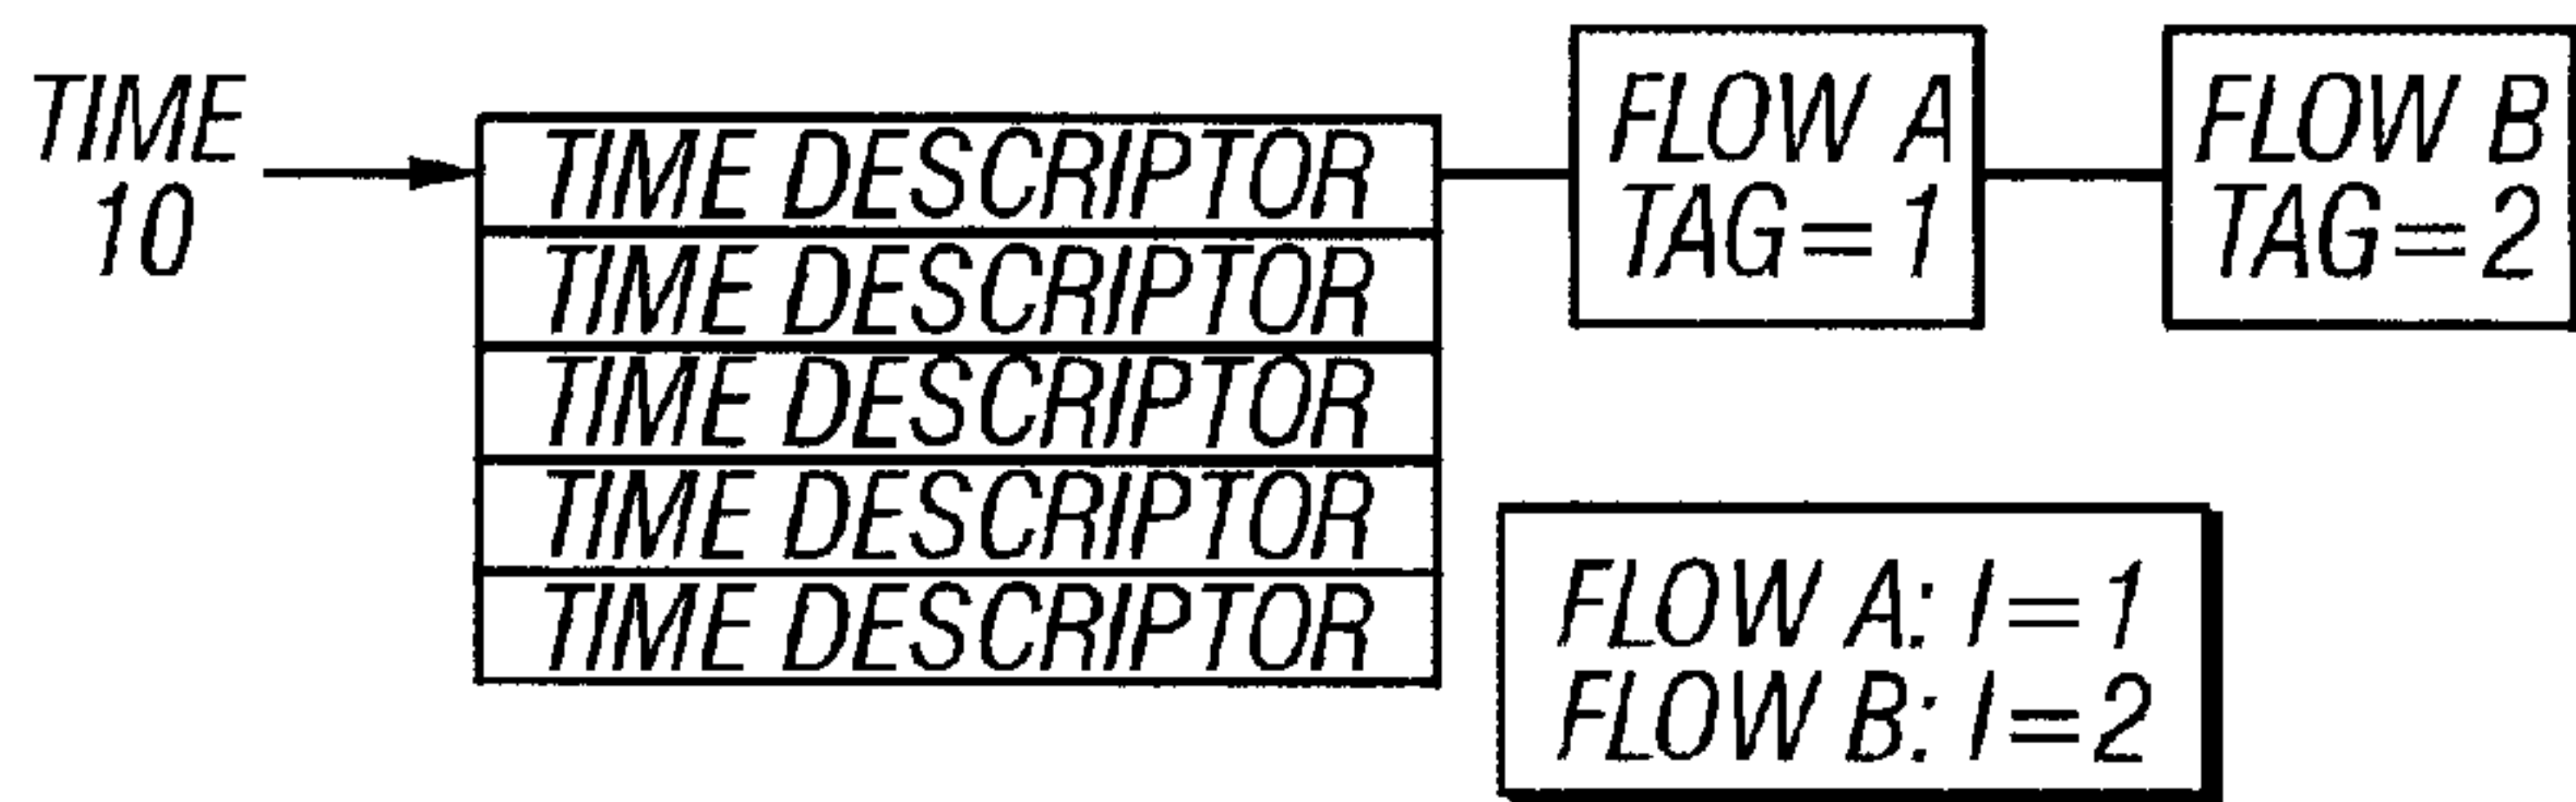 TIME
10
TIME DESCRIPTOR
TIME DESCRIPTOR
TIME DESCRIPTOR
TIME DESCRIPTOR
TIME DESCRIPTOR
FLOW A
TAG=1
FLOW B
TAG=2
FLOW A: I=1
FLOW B: I=2